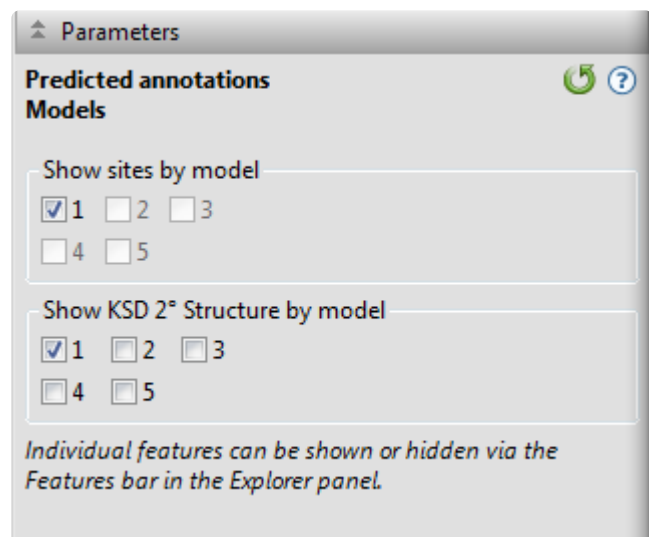 Parameters
Predicted annotations
Models
Show sites by model
1 2 3
4 5
Show KSD 2° Structure by model
1 2 3
4 5
Individual features can be shown or hidden via the
Features bar in the Explorer panel.